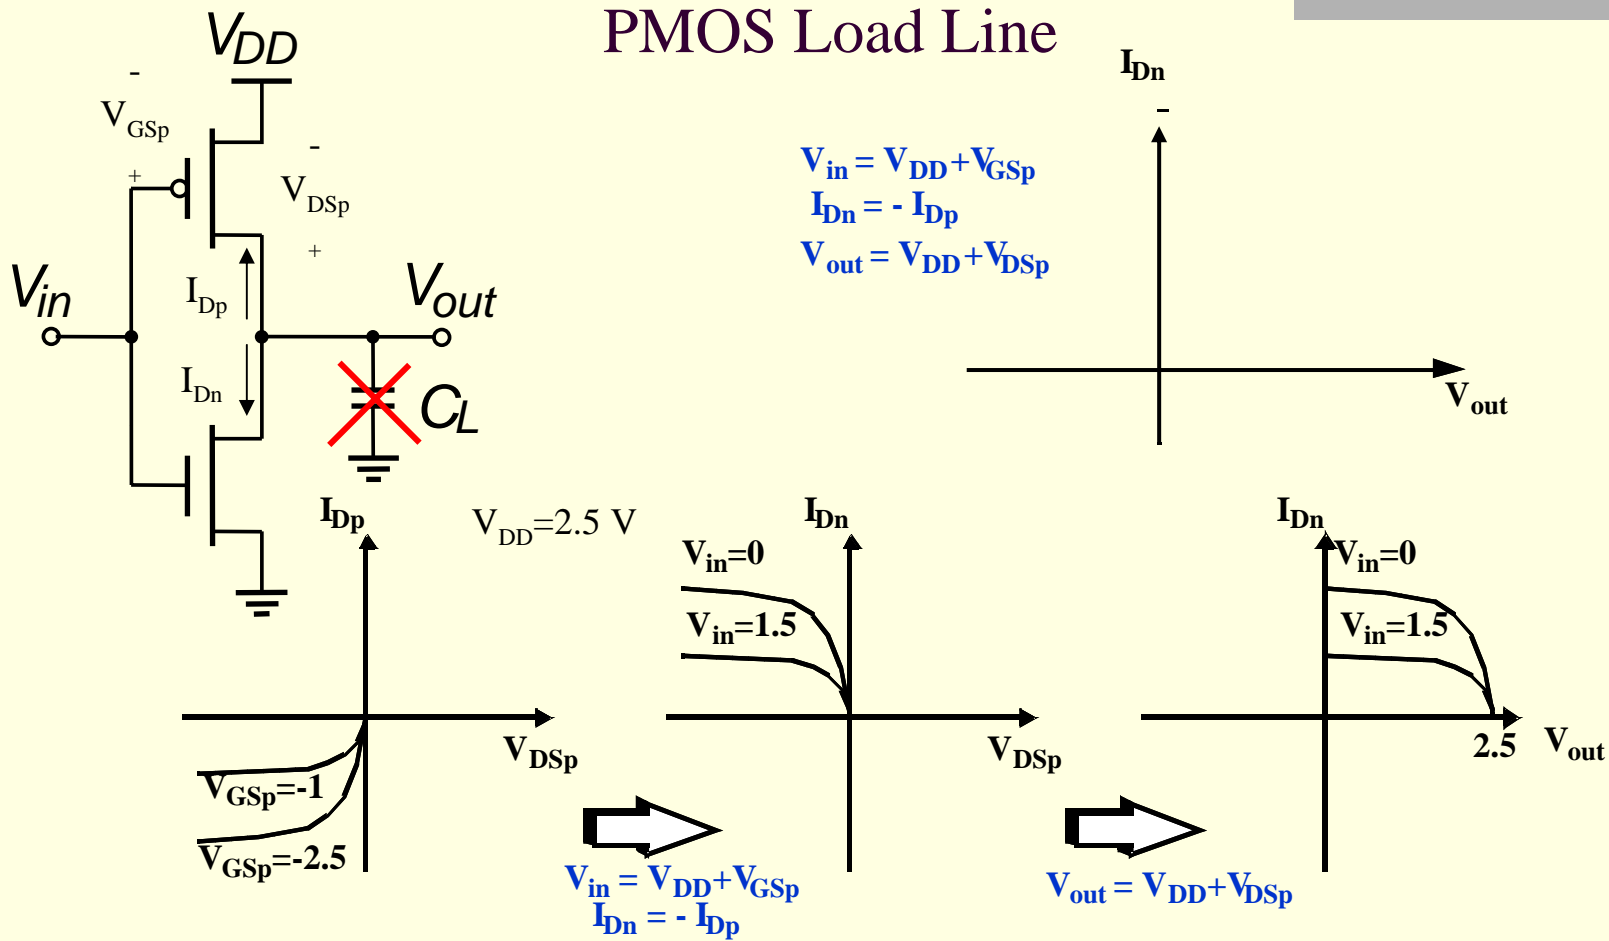 PMOS Load Line
VDD
-
VGSp
+
-
VDSp
+
IDp
IDn
Vin
Vout
CL
IDn
Vin = VDD+VGSp
IDn = - IDp
Vout = VDD+VDSp
Vout
IDp
VDD=2.5 V
VDSp
VGSp=-1
VGSp=-2.5
IDn
Vin=0
Vin=1.5
VDSp
Vin = VDD+VGSp
IDn = - IDp
IDn
Vin=0
Vin=1.5
2.5
Vout
Vout = VDD+VDSp